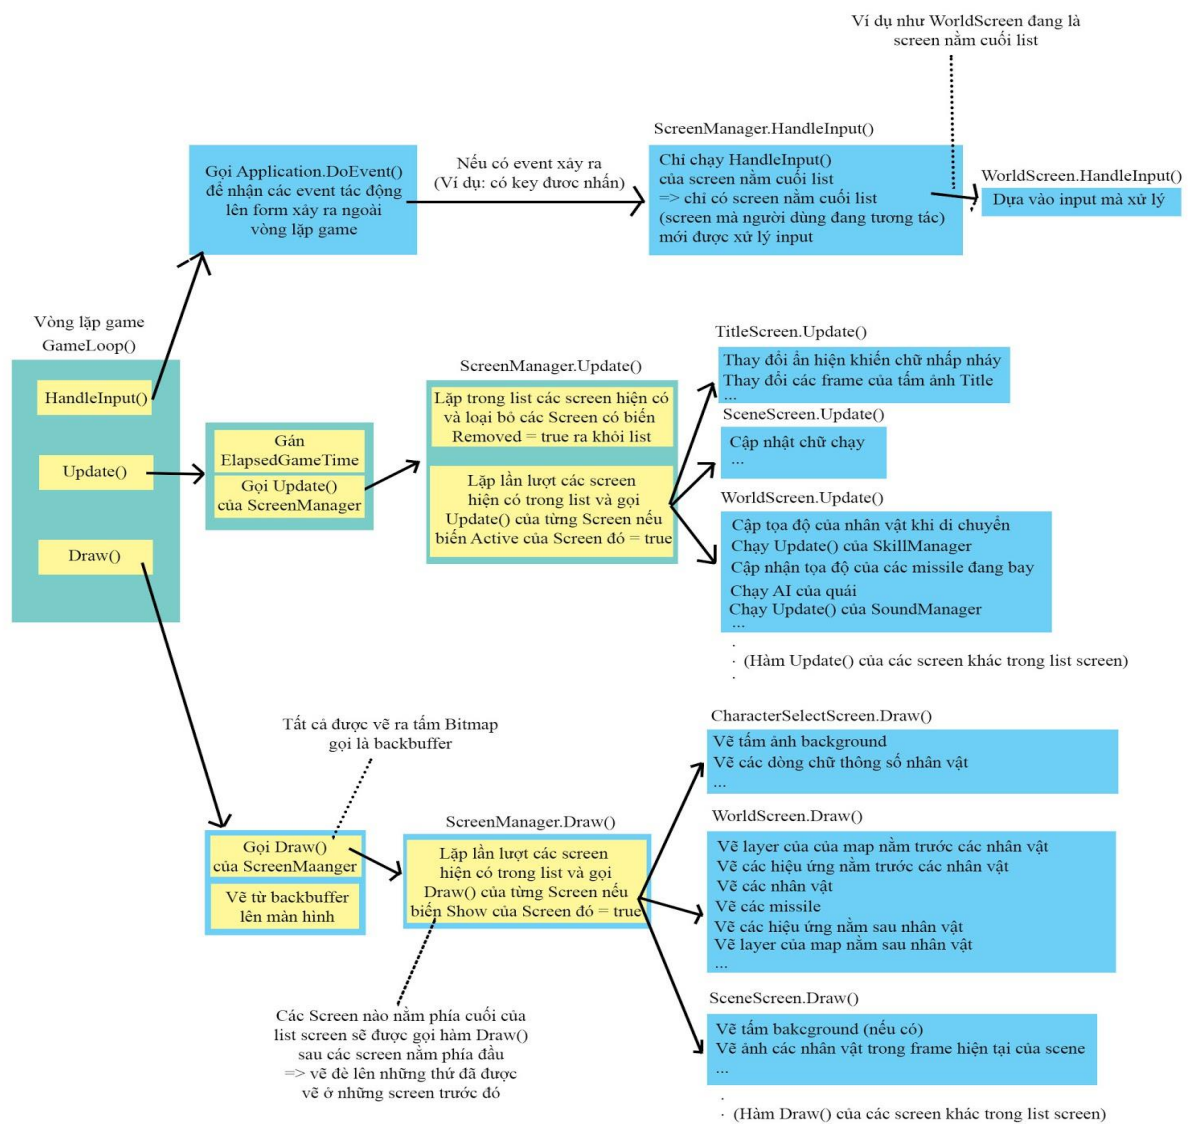 Ví dụ như WorldScreen đang là
screen nằm cuối list
ScreenManager.HandleInput()
Gọi Application.DoEvent()
để nhận các event tác động
lên form xảy ra ngoài
vòng lặp game
Nếu có event xảy ra
(Ví dụ: có key đươc nhấn)
Chỉ chạy HandleInput()
của screen nằm cuối list
=> chỉ có screen nằm cuối list
(screen mà người dùng đang tương tác)
mới được xử lý input
WorldScreen.HandleInput()
Dựa vào input mà xử lý
Vòng lặp game
GameLoop()
HandleInput()
Update()
Draw()
Gán
ElapsedGameTime
Gọi Update()
của ScreenManager
ScreenManager.Update()
Lặp trong list các screen hiện có
và loại bỏ các Screen có biến
Removed = true ra khỏi list
Lặp lần lượt các screen
hiện có trong list và gọi
Update() của từng Screen nếu
biến Active của Screen đó = true
TitleScreen.Update()
Thay đổi ẩn hiện khiến chữ nhấp nháy
Thay đổi các frame của tấm ảnh Title
...
SceneScreen.Update()
Cập nhật chữ chạy
...
WorldScreen.Update()
Cập tọa độ của nhân vật khi di chuyển
Chạy Update() của SkillManager
Cập nhận tọa độ của các missile đang bay
Chạy AI của quái
Chạy Update() của SoundManager
...
.
. (Hàm Update() của các screen khác trong list screen)
.
Tất cả được vẽ ra tấm Bitmap
gọi là backbuffer
Gọi Draw()
của ScreenMaanger
Vẽ từ backbuffer
lên màn hình
ScreenManager.Draw()
Lặp lần lượt các screen
hiện có trong list và gọi
Draw() của từng Screen nếu
biến Show của Screen đó = true
Các Screen nào nằm phía cuối của
list screen sẽ được gọi hàm Draw()
sau các screen nằm phía đầu
=> vẽ đè lên những thứ đã được
vẽ ở những screen trước đó
CharacterSelectScreen.Draw()
Vẽ tấm ảnh background
Vẽ các dòng chữ thông số nhân vật
...
WorldScreen.Draw()
Vẽ layer của của map nằm trước các nhân vật
Vẽ các hiệu ứng nằm trước các nhân vật
Vẽ các nhân vật
Vẽ các missile
Vẽ các hiệu ứng nằm sau nhân vật
Vẽ layer của map nằm sau nhân vật
...
SceneScreen.Draw()
Vẽ tấm bakcground (nếu có)
Vẽ ảnh các nhân vật trong frame hiện tại của scene
...
.
. (Hàm Draw() của các screen khác trong list screen)